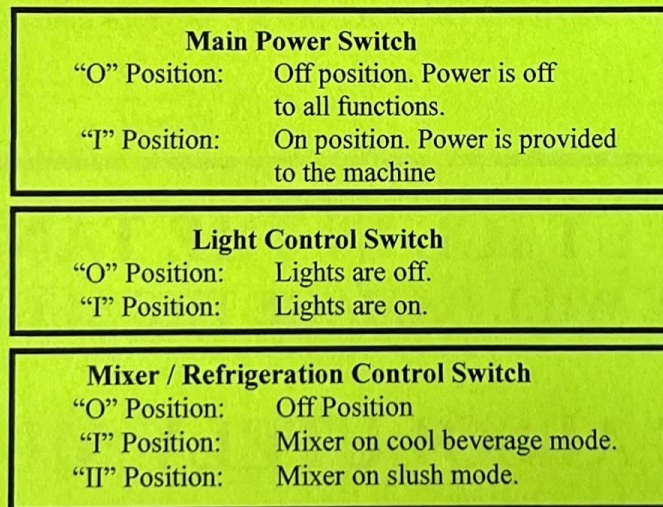 Main Power Switch
“O” Position: Off position. Power is off
to all functions.
“I” Position: On position. Power is provided
to the machine
Light Control Switch
“O” Position: Lights are off.
“I” Position: Lights are on.
Mixer / Refrigeration Control Switch
“O” Position: Off Position
“I” Position: Mixer on cool beverage mode.
“II” Position: Mixer on slush mode.